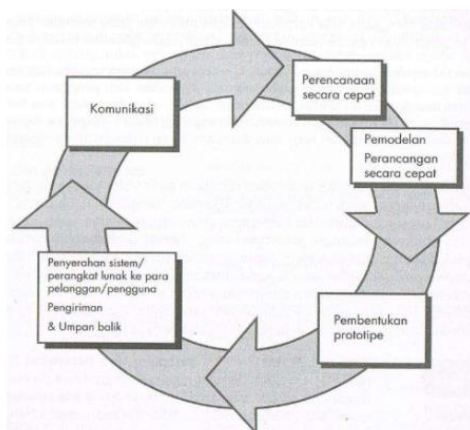 Komunikasi
Perencanaan
secara cepat
Pemodelan
Perancangan
secara cepat
Pembentukan
prototipe
Penyerahan sistem/
perangkat lunak ke para
pelanggan/pengguna
Pengiriman
& Umpan balik